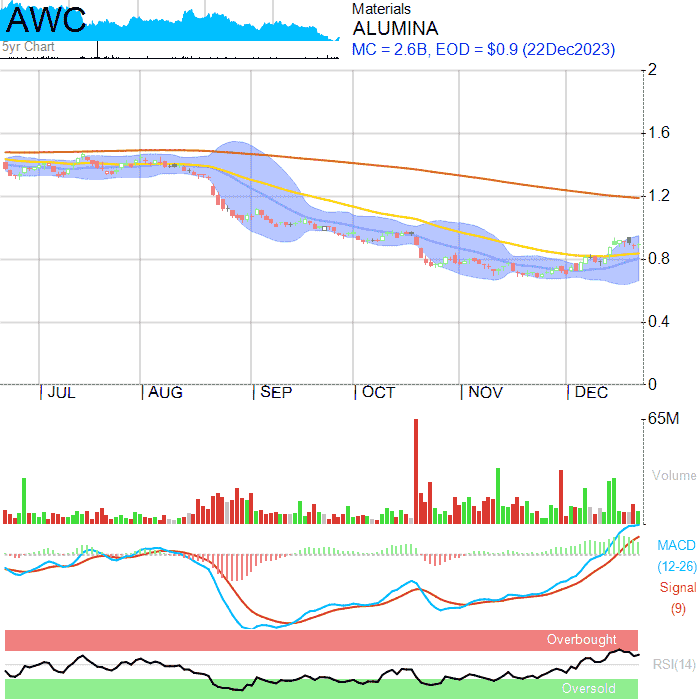 AWC
5yr Chart
Materials
ALUMINA
MC = 2.6B, EOD = $0.9 (22Dec2023)
2
1.6
1.2
0.8
0.4
0
JUL AUG SEP OCT NOV DEC
65M
Volume
MACD
(12-26)
Signal
(9)
Overbought
RSI(14)
Oversold